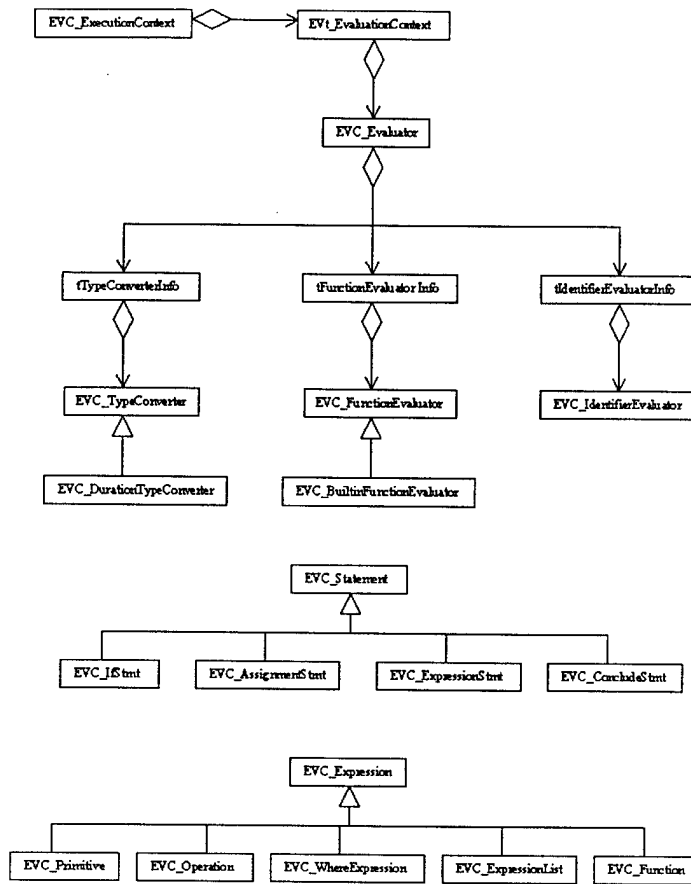 EVC_ExecutionContext
EVt_EvaluationContext
EVC_Evaluator
tTypeConverterInfo
tFunctionEvaluatorInfo
tIdentifierEvaluatorInfo
EVC_TypeConverter
EVC_FunctionEvaluator
EVC_IdentifierEvaluator
EVC_DurationTypeConverter
EVC_BuiltinFunctionEvaluator
EVC_Statement
EVC_IfStmt
EVC_AssignmentStmt
EVC_ExpressionStmt
EVC_ConcludeStmt
EVC_Expression
EVC_Primitive
EVC_Operation
EVC_WhereExpression
EVC_ExpressionList
EVC_Function